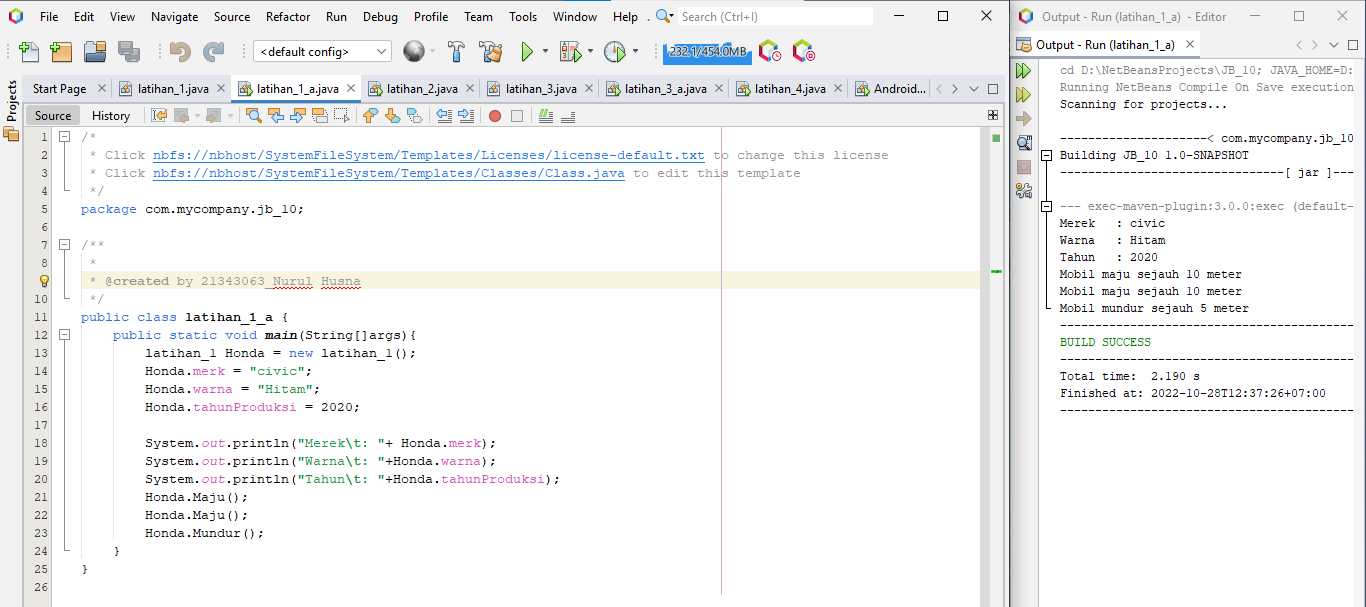 File Edit View Navigate Source Refactor Run Debug Profile Team Tools Window Help Search (Ctrl+I)
<default config> 232.1/454.0MB
Start Page latihan_1.java latihan_1_a.java latihan_2.java latihan_3.java latihan_3_a.java latihan_4.java Android...
Projects
Source History
1 /*
2 * Click nbfs://nbhost/SystemFileSystem/Templates/Licenses/license-default.txt to change this license
3 * Click nbfs://nbhost/SystemFileSystem/Templates/Classes/Class.java to edit this template
4 */
5 package com.mycompany.jb_10;
6
7 /**
8 *
* @created by 21343063_Nurul Husna
10 */
11 public class latihan_1_a {
12 public static void main(String[]args){
13 latihan_1 Honda = new latihan_1();
14 Honda.merk = "civic";
15 Honda.warna = "Hitam";
16 Honda.tahunProduksi = 2020;
17
18 System.out.println("Merek\t: "+ Honda.merk);
19 System.out.println("Warna\t: "+Honda.warna);
20 System.out.println("Tahun\t: "+Honda.tahunProduksi);
21 Honda.Maju();
22 Honda.Maju();
23 Honda.Mundur();
24 }
25 }
26
Output - Run (latihan_1_a) - Editor
Output - Run (latihan_1_a)
cd D:\NetBeansProjects\JB_10; JAVA_HOME=D:
Running NetBeans Compile On Save execution
Scanning for projects...
---------------------< com.mycompany.jb_10
Building JB_10 1.0-SNAPSHOT
--------------------------------[ jar ]---
--- exec-maven-plugin:3.0.0:exec (default-
Merek : civic
Warna : Hitam
Tahun : 2020
Mobil maju sejauh 10 meter
Mobil maju sejauh 10 meter
Mobil mundur sejauh 5 meter
------------------------------------------
BUILD SUCCESS
------------------------------------------
Total time: 2.190 s
Finished at: 2022-10-28T12:37:26+07:00
------------------------------------------